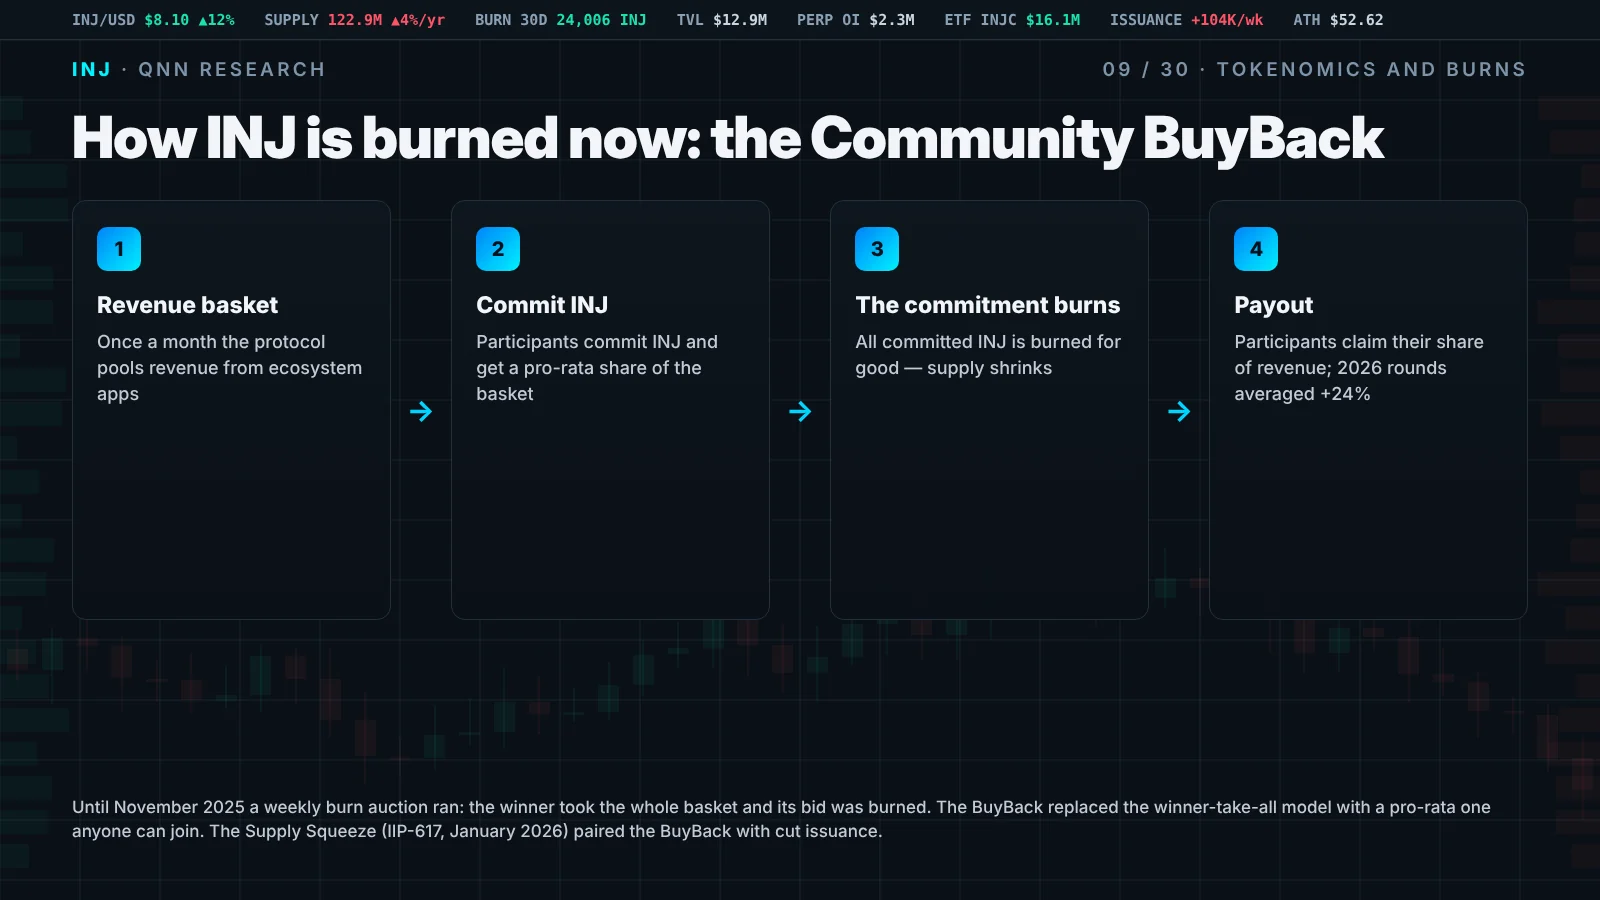 INJ/USD $8.10 ▲12% SUPPLY 122.9M ▲4%/yr BURN 30D 24,006 INJ TVL $12.9M PERP OI $2.3M ETF INJC $16.1M ISSUANCE +104K/wk ATH $52.62
INJ · QNN RESEARCH
09 / 30 · TOKENOMICS AND BURNS
How INJ is burned now: the Community BuyBack
1
Revenue basket
Once a month the protocol
pools revenue from ecosystem
apps
→
2
Commit INJ
Participants commit INJ and
get a pro-rata share of the
basket
→
3
The commitment burns
All committed INJ is burned for
good — supply shrinks
→
4
Payout
Participants claim their share
of revenue; 2026 rounds
averaged +24%
Until November 2025 a weekly burn auction ran: the winner took the whole basket and its bid was burned. The BuyBack replaced the winner-take-all model with a pro-rata one
anyone can join. The Supply Squeeze (IIP-617, January 2026) paired the BuyBack with cut issuance.